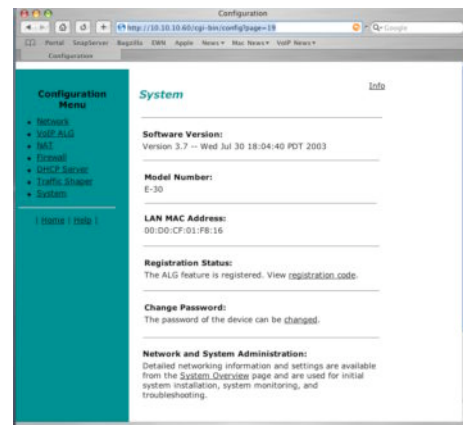 Configuration
http://10.10.10.60/cgi-bin/config?page=19
Q- Google
Portal SnapServer Bugzilla EWN Apple News▾ Mac News▾ VoIP News▾
Configuration
Configuration
Menu
Network
VoIP ALG
NAT
Firewall
DHCP Server
Traffic Shaper
System
| Home | Help |
Info
System
Software Version:
Version 3.7 -- Wed Jul 30 18:04:40 PDT 2003
Model Number:
E-30
LAN MAC Address:
00:D0:CF:01:F8:16
Registration Status:
The ALG feature is registered. View registration code.
Change Password:
The password of the device can be changed.
Network and System Administration:
Detailed networking information and settings are available
from the System Overview page and are used for initial
system installation, system monitoring, and
troubleshooting.